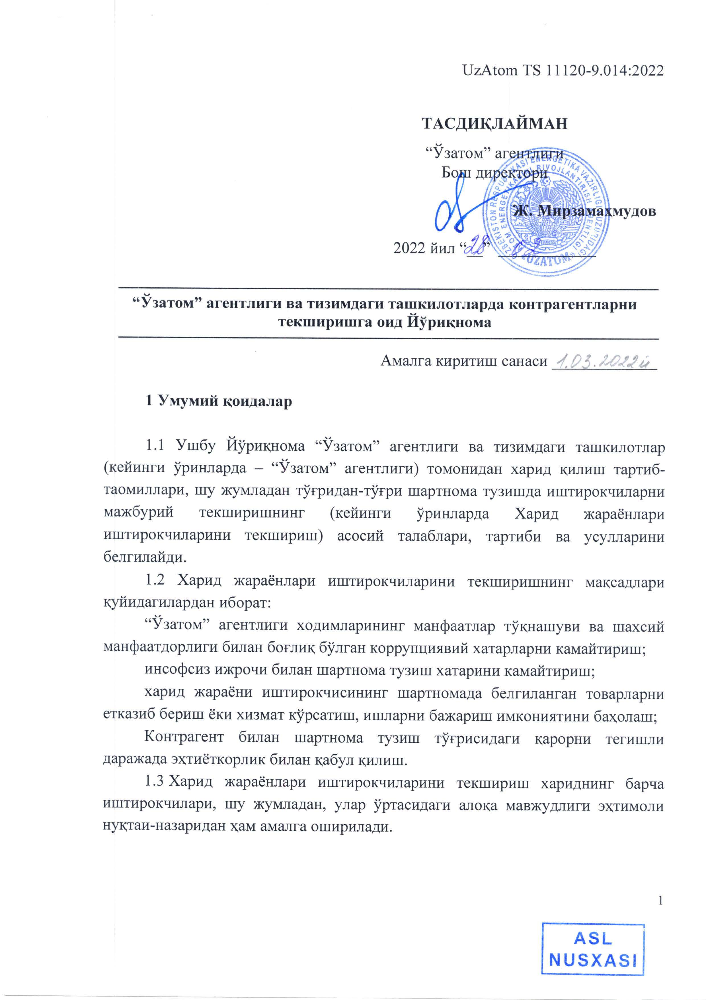 UzAtom TS 11120-9.014:2022
ТАСДИҚЛАЙМАН
“Ўзатом” агентлиги
Бош директори
Ж. Мирзамаҳмудов
2022 йил “28” 02
O‘ZBEKISTON RESPUBLIKASI ENERGETIKA VAZIRLIGI HUZURIDAGI
ATOM ENERGETIKASINI RIVOJLANTIRISH AGENTLIGI
«UZATOM»
“Ўзатом” агентлиги ва тизимдаги ташкилотларда контрагентларни
текширишга оид Йўриқнома
Амалга киритиш санаси 1.03.2022 й
1 Умумий қоидалар
1.1 Ушбу Йўриқнома “Ўзатом” агентлиги ва тизимдаги ташкилотлар
(кейинги ўринларда – “Ўзатом” агентлиги) томонидан харид қилиш тартиб-
таомиллари, шу жумладан тўғридан-тўғри шартнома тузишда иштирокчиларни
мажбурий текширишнинг (кейинги ўринларда Харид жараёнлари
иштирокчиларини текшириш) асосий талаблари, тартиби ва усулларини
белгилайди.
1.2 Харид жараёнлари иштирокчиларини текширишнинг мақсадлари
қуйидагилардан иборат:
“Ўзатом” агентлиги ходимларининг манфаатлар тўқнашуви ва шахсий
манфаатдорлиги билан боғлиқ бўлган коррупциявий хатарларни камайтириш;
инсофсиз ижрочи билан шартнома тузиш хатарини камайтириш;
харид жараёни иштирокчисининг шартномада белгиланган товарларни
етказиб бериш ёки хизмат кўрсатиш, ишларни бажариш имкониятини баҳолаш;
Контрагент билан шартнома тузиш тўғрисидаги қарорни тегишли
даражада эҳтиёткорлик билан қабул қилиш.
1.3 Харид жараёнлари иштирокчиларини текшириш хариднинг барча
иштирокчилари, шу жумладан, улар ўртасидаги алоқа мавжудлиги эҳтимоли
нуқтаи-назаридан ҳам амалга оширилади.
1
ASL
NUSXASI